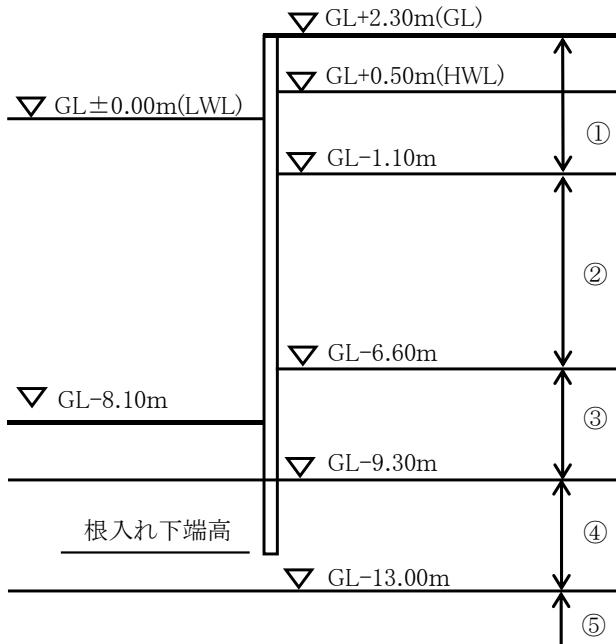 GL+2.30m(GL)
GL+0.50m(HWL)
GL±0.00m(LWL)
①
GL-1.10m
②
GL-6.60m
GL-8.10m
③
GL-9.30m
根入れ下端高
④
GL-13.00m
⑤